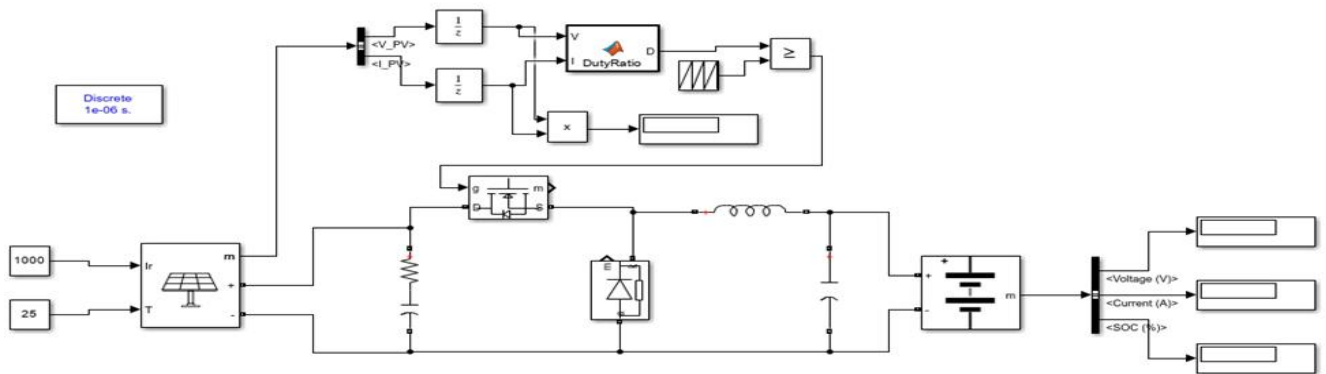 Discrete
1e-06 s.
<V_PV>
<I_PV>
1
z
1
z
V
I
D
DutyRatio
≥
x
g
m
D
S
m
k
a
1000
25
Ir
T
m
+
-
+
+
-
m
<Voltage (V)>
<Current (A)>
<SOC (%)>